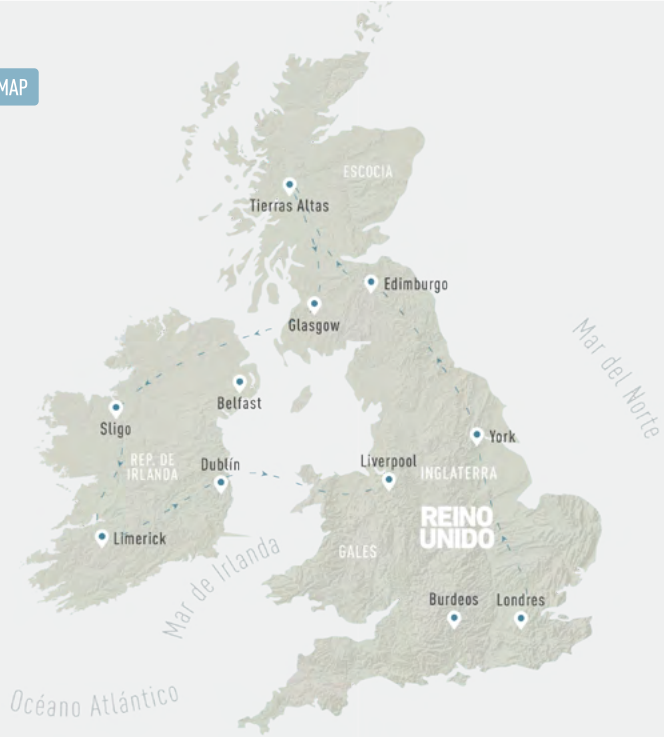 MAP
ESCOCIA
Tierras Altas
Edimburgo
Glasgow
Mar del Norte
Belfast
Sligo
York
REP. DE
IRLANDA
Dublín
Liverpool
INGLATERRA
REINO
UNIDO
Limerick
GALES
Mar de Irlanda
Burdeos
Londres
Océano Atlántico